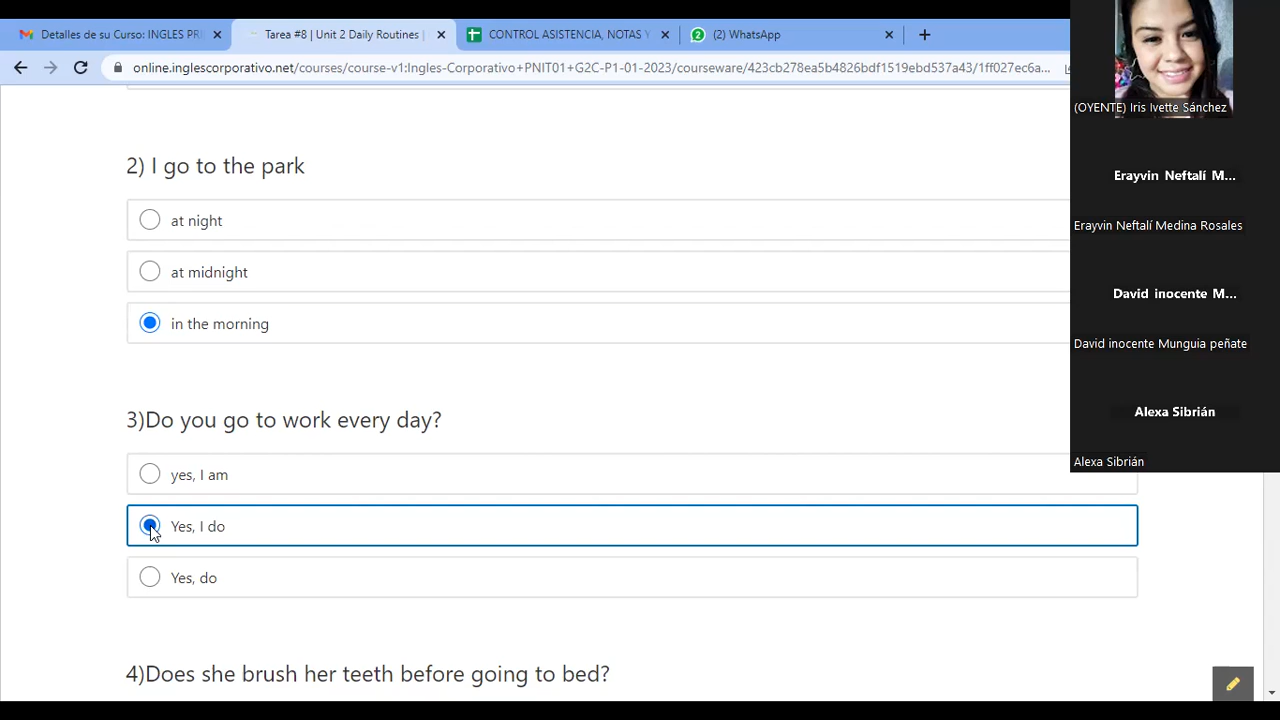 Detalles de su Curso: INGLES PRI
Tarea #8 | Unit 2 Daily Routines |
CONTROL ASISTENCIA, NOTAS Y
(2) WhatsApp
online.inglescorporativo.net/courses/course-v1:Ingles-Corporativo+PNIT01+G2C-P1-01-2023/courseware/423cb278ea5b4826bdf1519ebd537a43/1ff027ec6a...
(OYENTE) Iris Ivette Sánchez
2) I go to the park
Erayvin Neftalí M...
at night
Erayvin Neftalí Medina Rosales
at midnight
David inocente M...
in the morning
David inocente Munguia peñate
3)Do you go to work every day?
Alexa Sibrián
Alexa Sibrián
yes, I am
Yes, I do
Yes, do
4)Does she brush her teeth before going to bed?